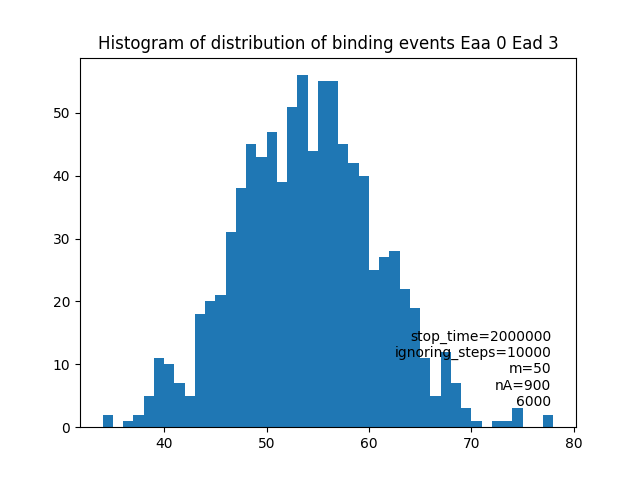 Histogram of distribution of binding events Eaa 0 Ead 3
50
40
30
20
10
0
stop_time=2000000
ignoring_steps=10000
m=50
nA=900
6000
40 50 60 70 80